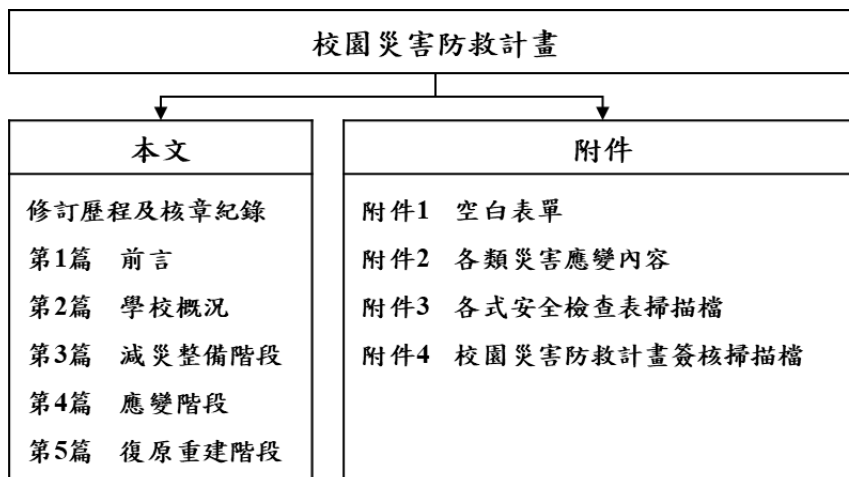 校園災害防救計畫
本文
修訂歷程及核章紀錄
第1篇 前言
第2篇 學校概況
第3篇 減災整備階段
第4篇 應變階段
第5篇 復原重建階段
附件
附件1 空白表單
附件2 各類災害應變內容
附件3 各式安全檢查表掃描檔
附件4 校園災害防救計畫簽核掃描檔